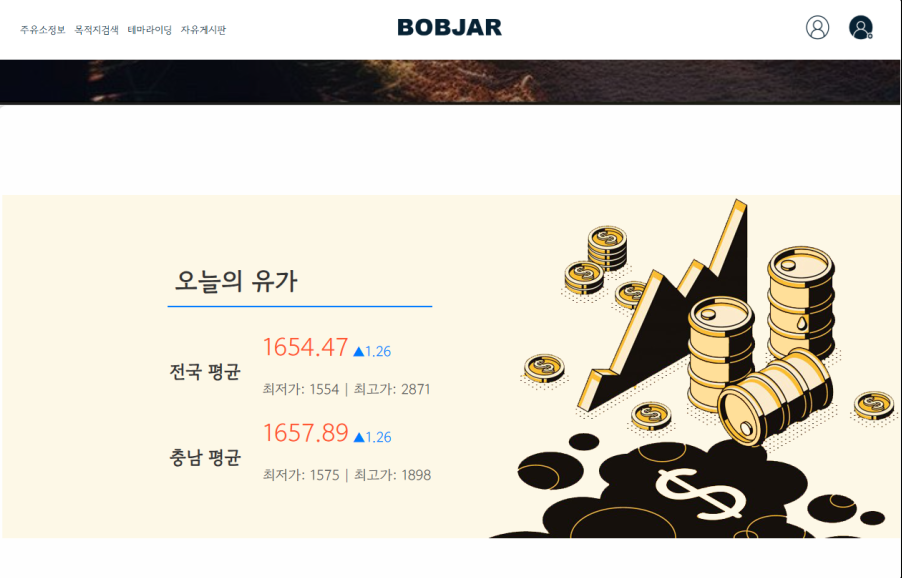 주유소정보 목적지검색 테마라이딩 자유게시판
BOBJAR
오늘의 유가
전국 평균
1654.47 ▲1.26
최저가: 1554 | 최고가: 2871
충남 평균
1657.89 ▲1.26
최저가: 1575 | 최고가: 1898